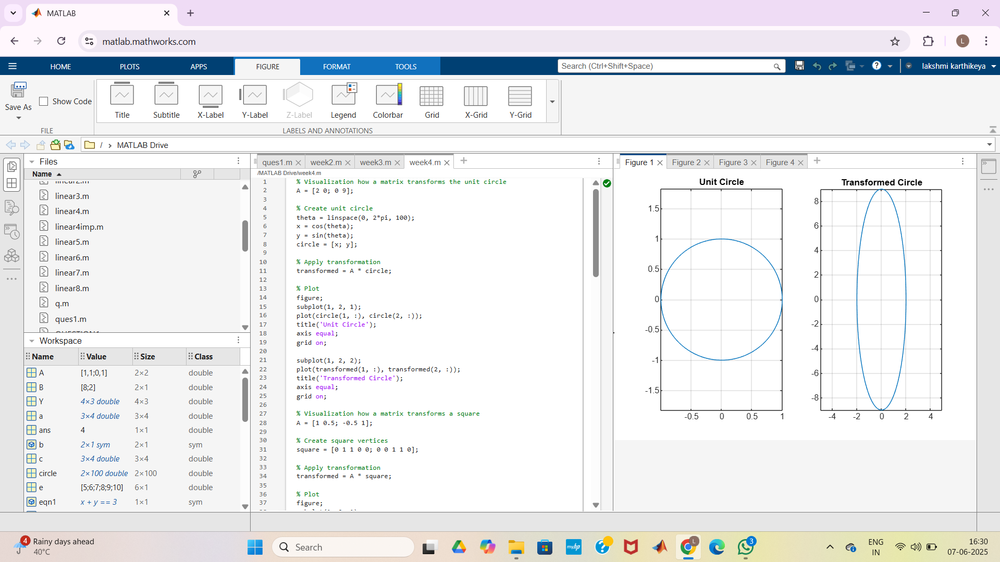 MATLAB
matlab.mathworks.com
L
HOME
PLOTS
APPS
FIGURE
FORMAT
TOOLS
Search (Ctrl+Shift+Space)
lakshmi karthikeya
Save As
Show Code
Title
Subtitle
X-Label
Y-Label
Z-Label
Legend
Colorbar
Grid
X-Grid
Y-Grid
FILE
LABELS AND ANNOTATIONS
/ › MATLAB Drive
Files
Name
linear2.m
linear3.m
linear4.m
linear4imp.m
linear5.m
linear6.m
linear7.m
linear8.m
q.m
ques1.m
Workspace
Name Value Size Class
A [1,1;0,1] 2×2 double
B [8;2] 2×1 double
Y 4×3 double 4×3 double
a 3×4 double 3×4 double
ans 4 1×1 double
b 2×1 sym 2×1 sym
c 3×4 double 3×4 double
circle 2×100 double 2×100 double
e [5;6;7;8;9;10] 6×1 double
eqn1 x + y == 3 1×1 sym
ques1.m
week2.m
week3.m
week4.m
/MATLAB Drive/week4.m
1 % Visualization how a matrix transforms the unit circle
2 A = [2 0; 0 9];
3
4 % Create unit circle
5 theta = linspace(0, 2*pi, 100);
6 x = cos(theta);
7 y = sin(theta);
8 circle = [x; y];
9
10 % Apply transformation
11 transformed = A * circle;
12
13 % Plot
14 figure;
15 subplot(1, 2, 1);
16 plot(circle(1, :), circle(2, :));
17 title('Unit Circle');
18 axis equal;
19 grid on;
20
21 subplot(1, 2, 2);
22 plot(transformed(1, :), transformed(2, :));
23 title('Transformed Circle');
24 axis equal;
25 grid on;
26
27 % Visualization how a matrix transforms a square
28 A = [1 0.5; -0.5 1];
29
30 % Create square vertices
31 square = [0 1 1 0 0; 0 0 1 1 0];
32
33 % Apply transformation
34 transformed = A * square;
35
36 % Plot
37 figure;
Figure 1
Figure 2
Figure 3
Figure 4
Unit Circle
1.5
1
0.5
0
-0.5
-1
-1.5
-0.5 0 0.5 1
Transformed Circle
8
6
4
2
0
-2
-4
-6
-8
-4 -2 0 2 4
4
Rainy days ahead
40°C
Search
myhp
L
3
ENG
IN
16:30
07-06-2025